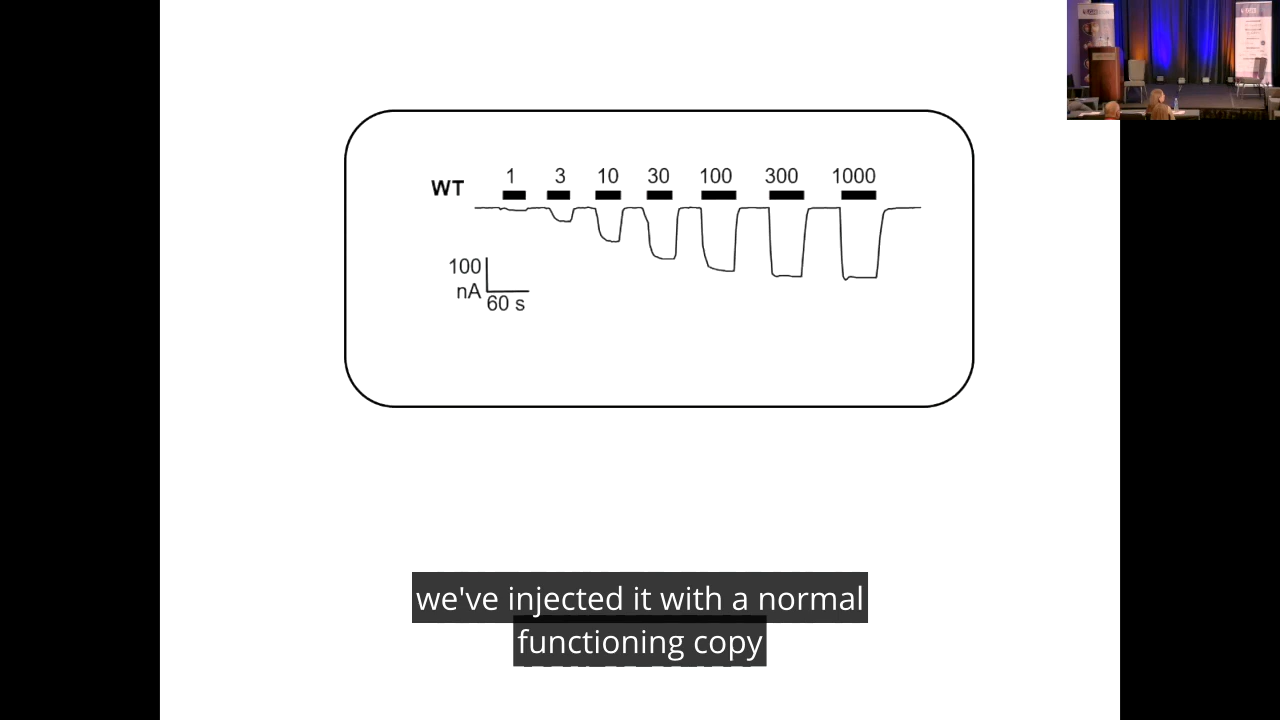 WT 1 3 10 30 100 300 1000
100
nA
60 s
we've injected it with a normal
functioning copy